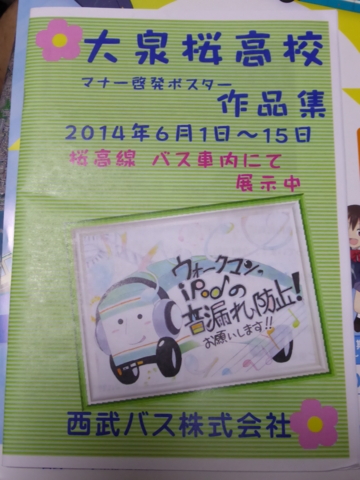 大泉桜高校
マナー啓発ポスター
作品集
2014年6月1日～15日
桜高線 バス車内にて
展示中
ウォークマン、
iPodの
音漏れ防止!
お願いします!!
西武バス株式会社